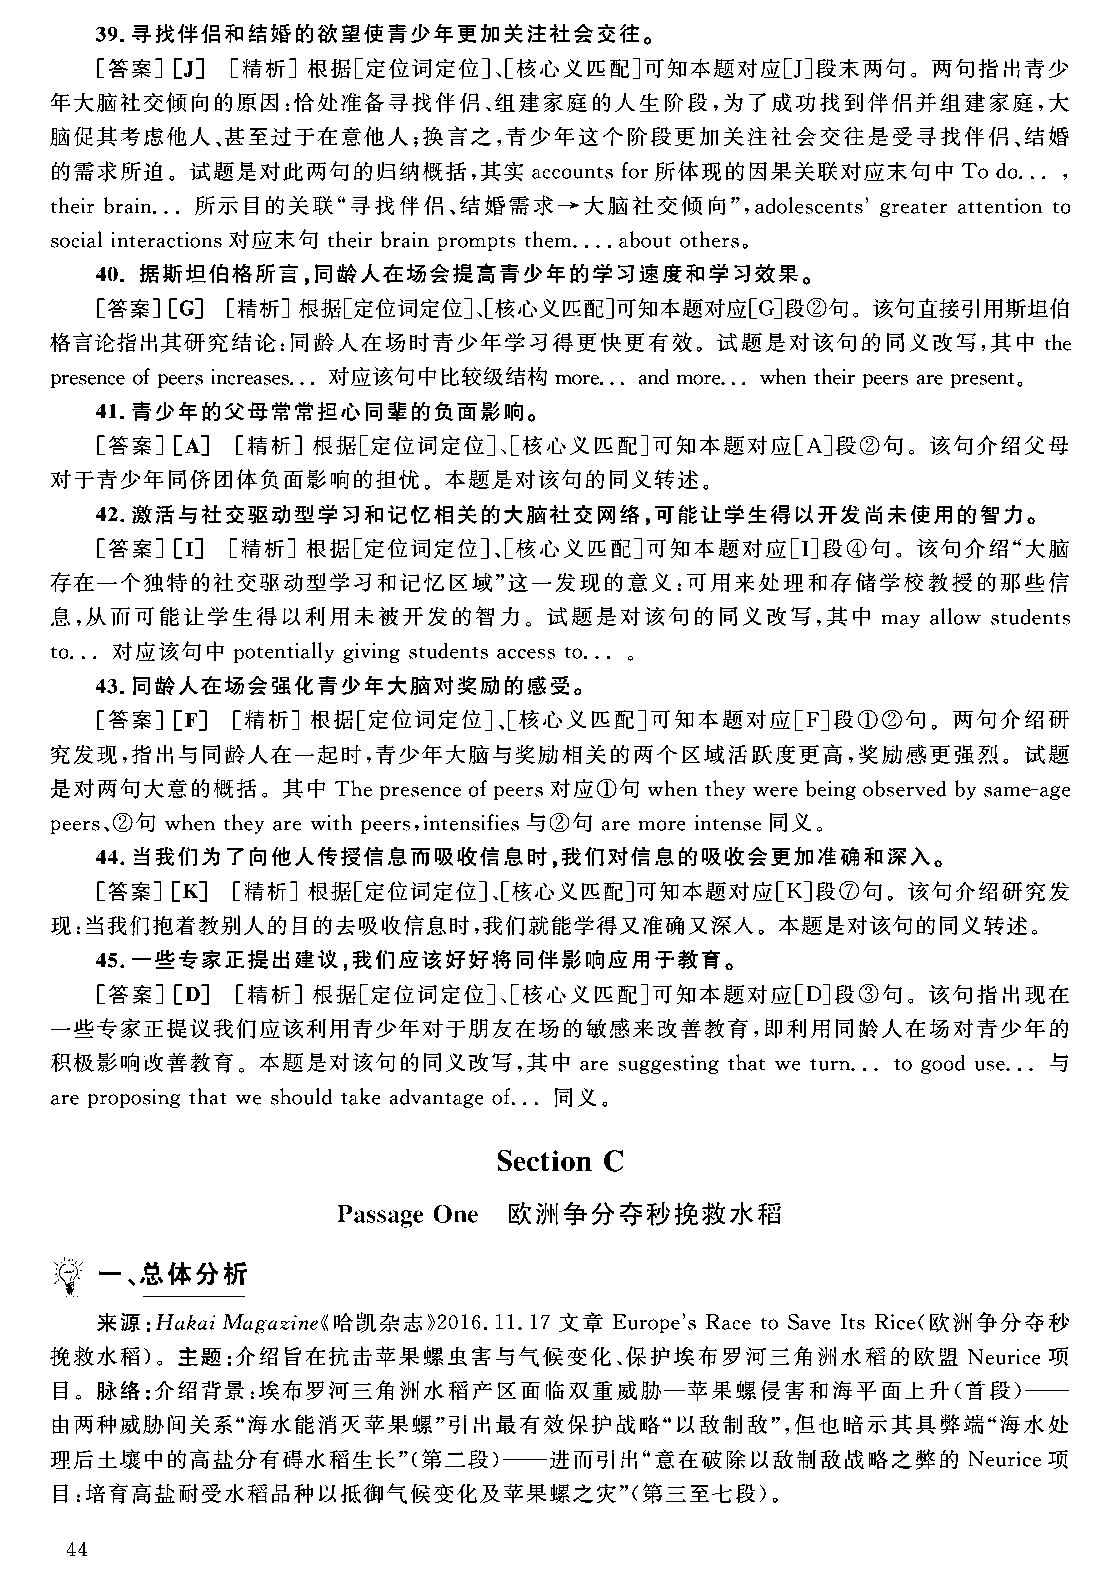 39. 寻找伴侣和结婚的欲望使青少年更加关注社会交往。
[答案][J] [精析] 根据[定位词定位]、[核心义匹配]可知本题对应[J]段末两句。两句指出青少
年大脑社交倾向的原因:恰处准备寻找伴侣、组建家庭的人生阶段,为了成功找到伴侣并组建家庭,大
脑促其考虑他人、甚至过于在意他人;换言之,青少年这个阶段更加关注社会交往是受寻找伴侣、结婚
的需求所迫。试题是对此两句的归纳概括,其实 accounts for 所体现的因果关联对应末句中 To do... ,
their brain... 所示目的关联“寻找伴侣、结婚需求→大脑社交倾向”,adolescents' greater attention to
social interactions 对应末句 their brain prompts them....about others。
40. 据斯坦伯格所言,同龄人在场会提高青少年的学习速度和学习效果。
[答案][G] [精析] 根据[定位词定位]、[核心义匹配]可知本题对应[G]段②句。该句直接引用斯坦伯
格言论指出其研究结论:同龄人在场时青少年学习得更快更有效。试题是对该句的同义改写,其中 the
presence of peers increases... 对应该句中比较级结构 more... and more... when their peers are present。
41. 青少年的父母常常担心同辈的负面影响。
[答案][A] [精析] 根据[定位词定位]、[核心义匹配]可知本题对应[A]段②句。该句介绍父母
对于青少年同侪团体负面影响的担忧。本题是对该句的同义转述。
42. 激活与社交驱动型学习和记忆相关的大脑社交网络,可能让学生得以开发尚未使用的智力。
[答案][I] [精析] 根据[定位词定位]、[核心义匹配]可知本题对应[I]段④句。该句介绍“大脑
存在一个独特的社交驱动型学习和记忆区域”这一发现的意义:可用来处理和存储学校教授的那些信
息,从而可能让学生得以利用未被开发的智力。试题是对该句的同义改写,其中 may allow students
to... 对应该句中 potentially giving students access to... 。
43. 同龄人在场会强化青少年大脑对奖励的感受。
[答案][F] [精析] 根据[定位词定位]、[核心义匹配]可知本题对应[F]段①②句。两句介绍研
究发现,指出与同龄人在一起时,青少年大脑与奖励相关的两个区域活跃度更高,奖励感更强烈。试题
是对两句大意的概括。其中 The presence of peers 对应①句 when they were being observed by same-age
peers、②句 when they are with peers,intensifies 与②句 are more intense 同义。
44. 当我们为了向他人传授信息而吸收信息时,我们对信息的吸收会更加准确和深入。
[答案][K] [精析] 根据[定位词定位]、[核心义匹配]可知本题对应[K]段⑦句。该句介绍研究发
现:当我们抱着教别人的目的去吸收信息时,我们就能学得又准确又深入。本题是对该句的同义转述。
45. 一些专家正提出建议,我们应该好好将同伴影响应用于教育。
[答案][D] [精析] 根据[定位词定位]、[核心义匹配]可知本题对应[D]段③句。该句指出现在
一些专家正提议我们应该利用青少年对于朋友在场的敏感来改善教育,即利用同龄人在场对青少年的
积极影响改善教育。本题是对该句的同义改写,其中 are suggesting that we turn... to good use... 与
are proposing that we should take advantage of... 同义。
Section C
Passage One 欧洲争分夺秒挽救水稻
一、总体分析
来源:Hakai Magazine《哈凯杂志》2016.11.17 文章 Europe's Race to Save Its Rice(欧洲争分夺秒
挽救水稻)。主题:介绍旨在抗击苹果螺虫害与气候变化、保护埃布罗河三角洲水稻的欧盟 Neurice 项
目。脉络:介绍背景:埃布罗河三角洲水稻产区面临双重威胁—苹果螺侵害和海平面上升(首段)——
由两种威胁间关系“海水能消灭苹果螺”引出最有效保护战略“以敌制敌”,但也暗示其具弊端“海水处
理后土壤中的高盐分有碍水稻生长”(第二段)——进而引出“意在破除以敌制敌战略之弊的 Neurice 项
目:培育高盐耐受水稻品种以抵御气候变化及苹果螺之灾”(第三至七段)。
44